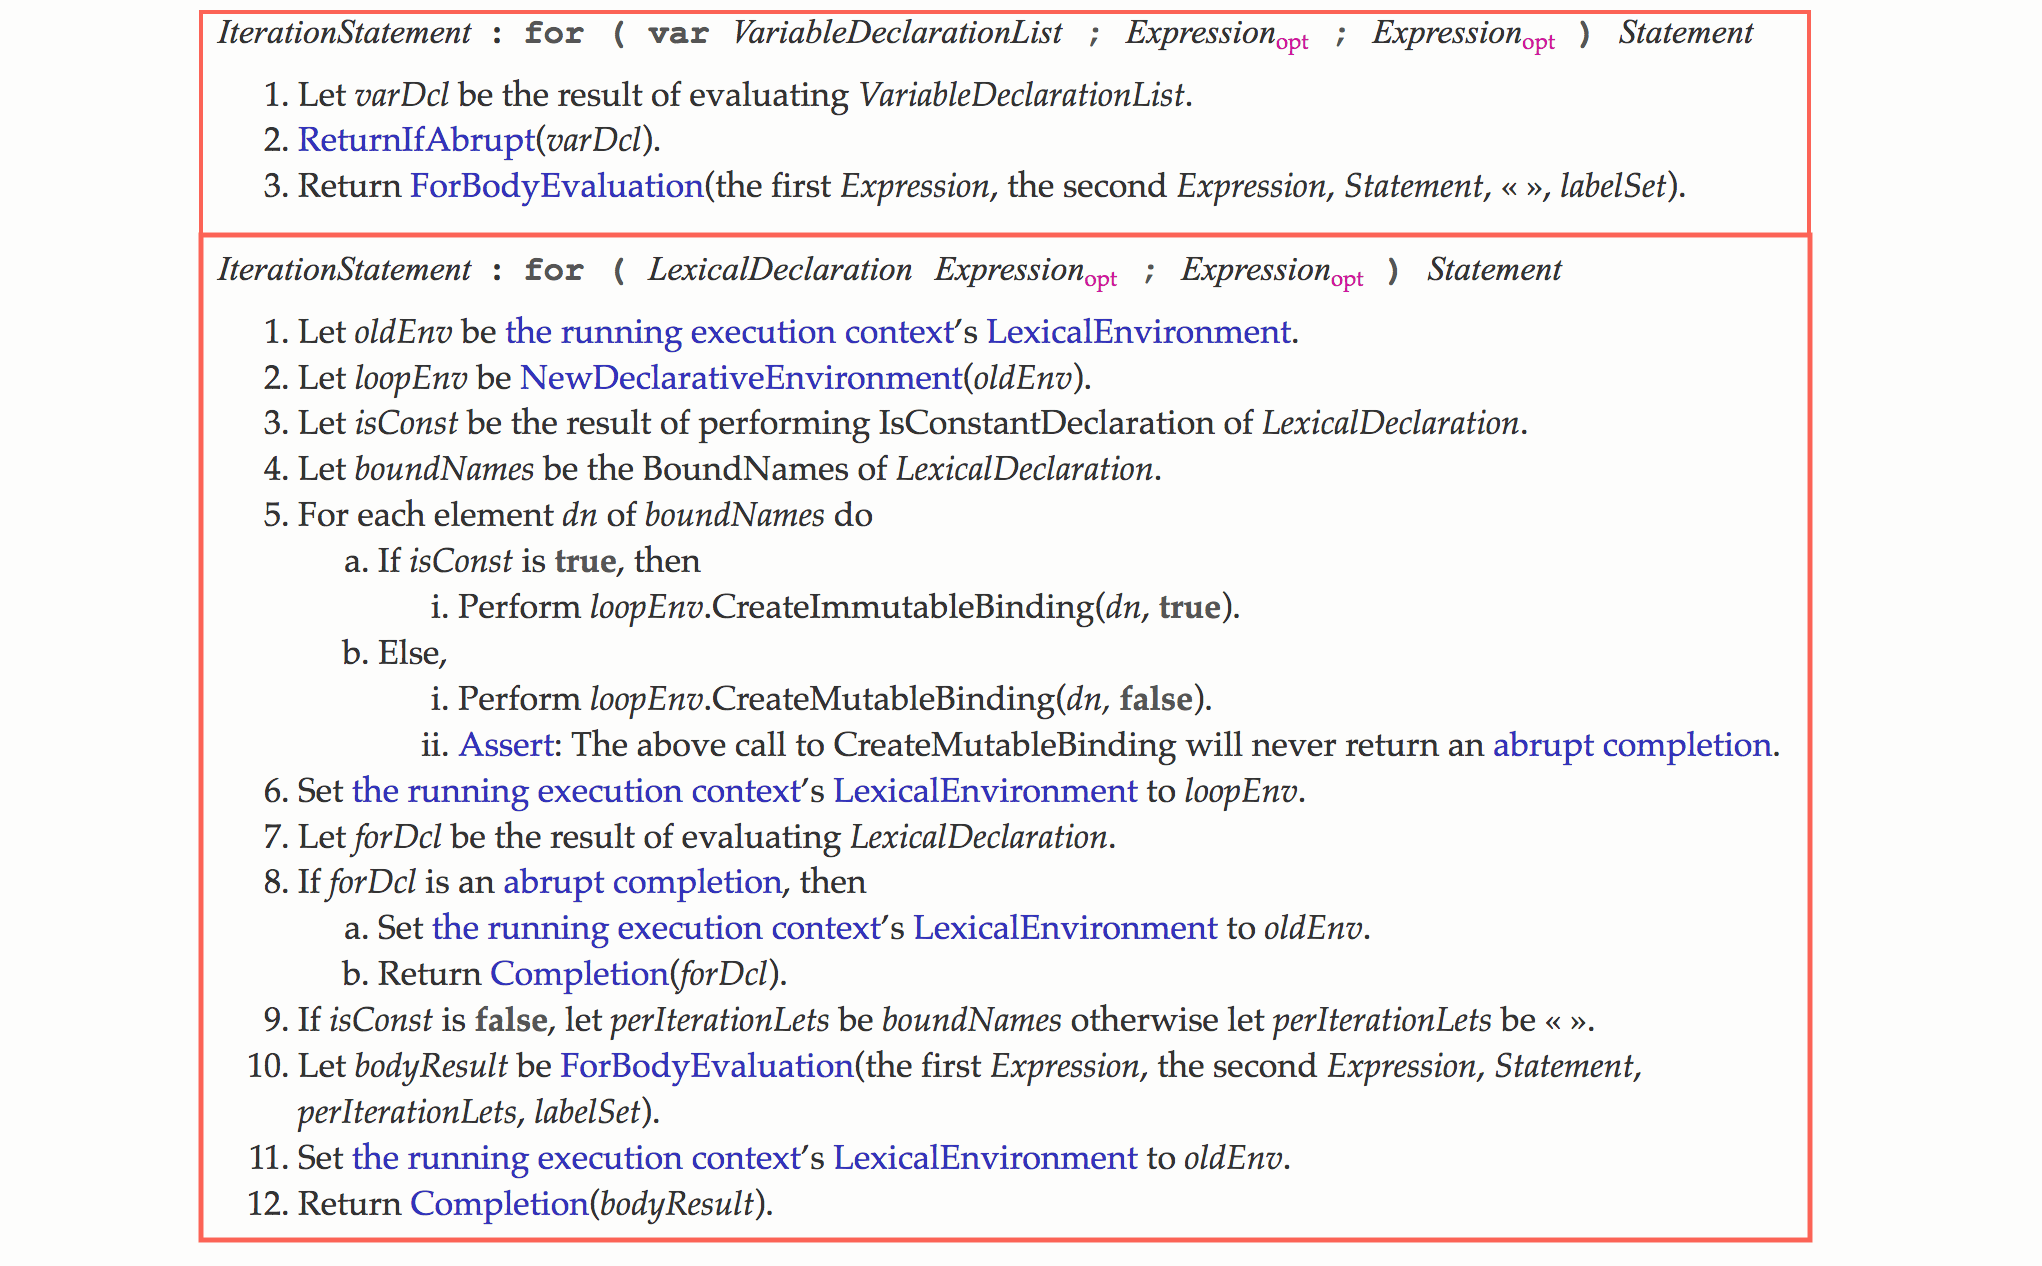 IterationStatement : for ( var VariableDeclarationList ; Expressionopt ; Expressionopt ) Statement
1. Let varDcl be the result of evaluating VariableDeclarationList.
2. ReturnIfAbrupt(varDcl).
3. Return ForBodyEvaluation(the first Expression, the second Expression, Statement, « », labelSet).
IterationStatement : for ( LexicalDeclaration Expressionopt ; Expressionopt ) Statement
1. Let oldEnv be the running execution context’s LexicalEnvironment.
2. Let loopEnv be NewDeclarativeEnvironment(oldEnv).
3. Let isConst be the result of performing IsConstantDeclaration of LexicalDeclaration.
4. Let boundNames be the BoundNames of LexicalDeclaration.
5. For each element dn of boundNames do
a. If isConst is true, then
i. Perform loopEnv.CreateImmutableBinding(dn, true).
b. Else,
i. Perform loopEnv.CreateMutableBinding(dn, false).
ii. Assert: The above call to CreateMutableBinding will never return an abrupt completion.
6. Set the running execution context’s LexicalEnvironment to loopEnv.
7. Let forDcl be the result of evaluating LexicalDeclaration.
8. If forDcl is an abrupt completion, then
a. Set the running execution context’s LexicalEnvironment to oldEnv.
b. Return Completion(forDcl).
9. If isConst is false, let perIterationLets be boundNames otherwise let perIterationLets be « ».
10. Let bodyResult be ForBodyEvaluation(the first Expression, the second Expression, Statement,
perIterationLets, labelSet).
11. Set the running execution context’s LexicalEnvironment to oldEnv.
12. Return Completion(bodyResult).